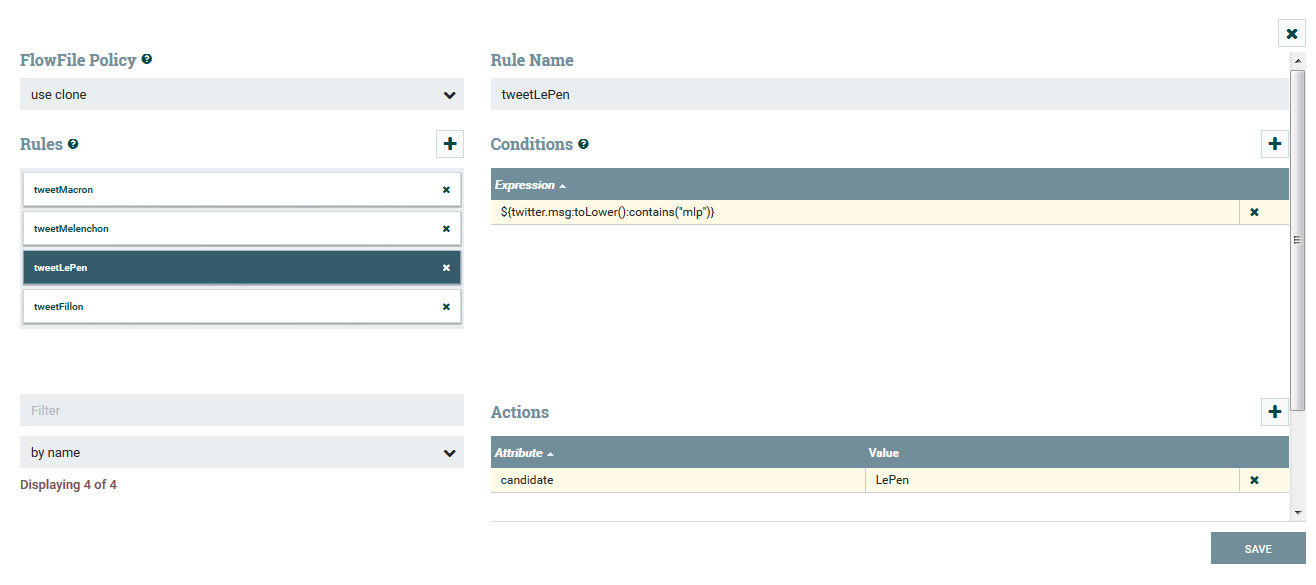 FlowFile Policy
use clone
Rules
tweetMacron
tweetMelenchon
tweetLePen
tweetFillon
Filter
by name
Displaying 4 of 4
Rule Name
tweetLePen
Conditions
Expression
${twitter.msg:toLower():contains("mlp")}
Actions
Attribute Value
candidate LePen
SAVE